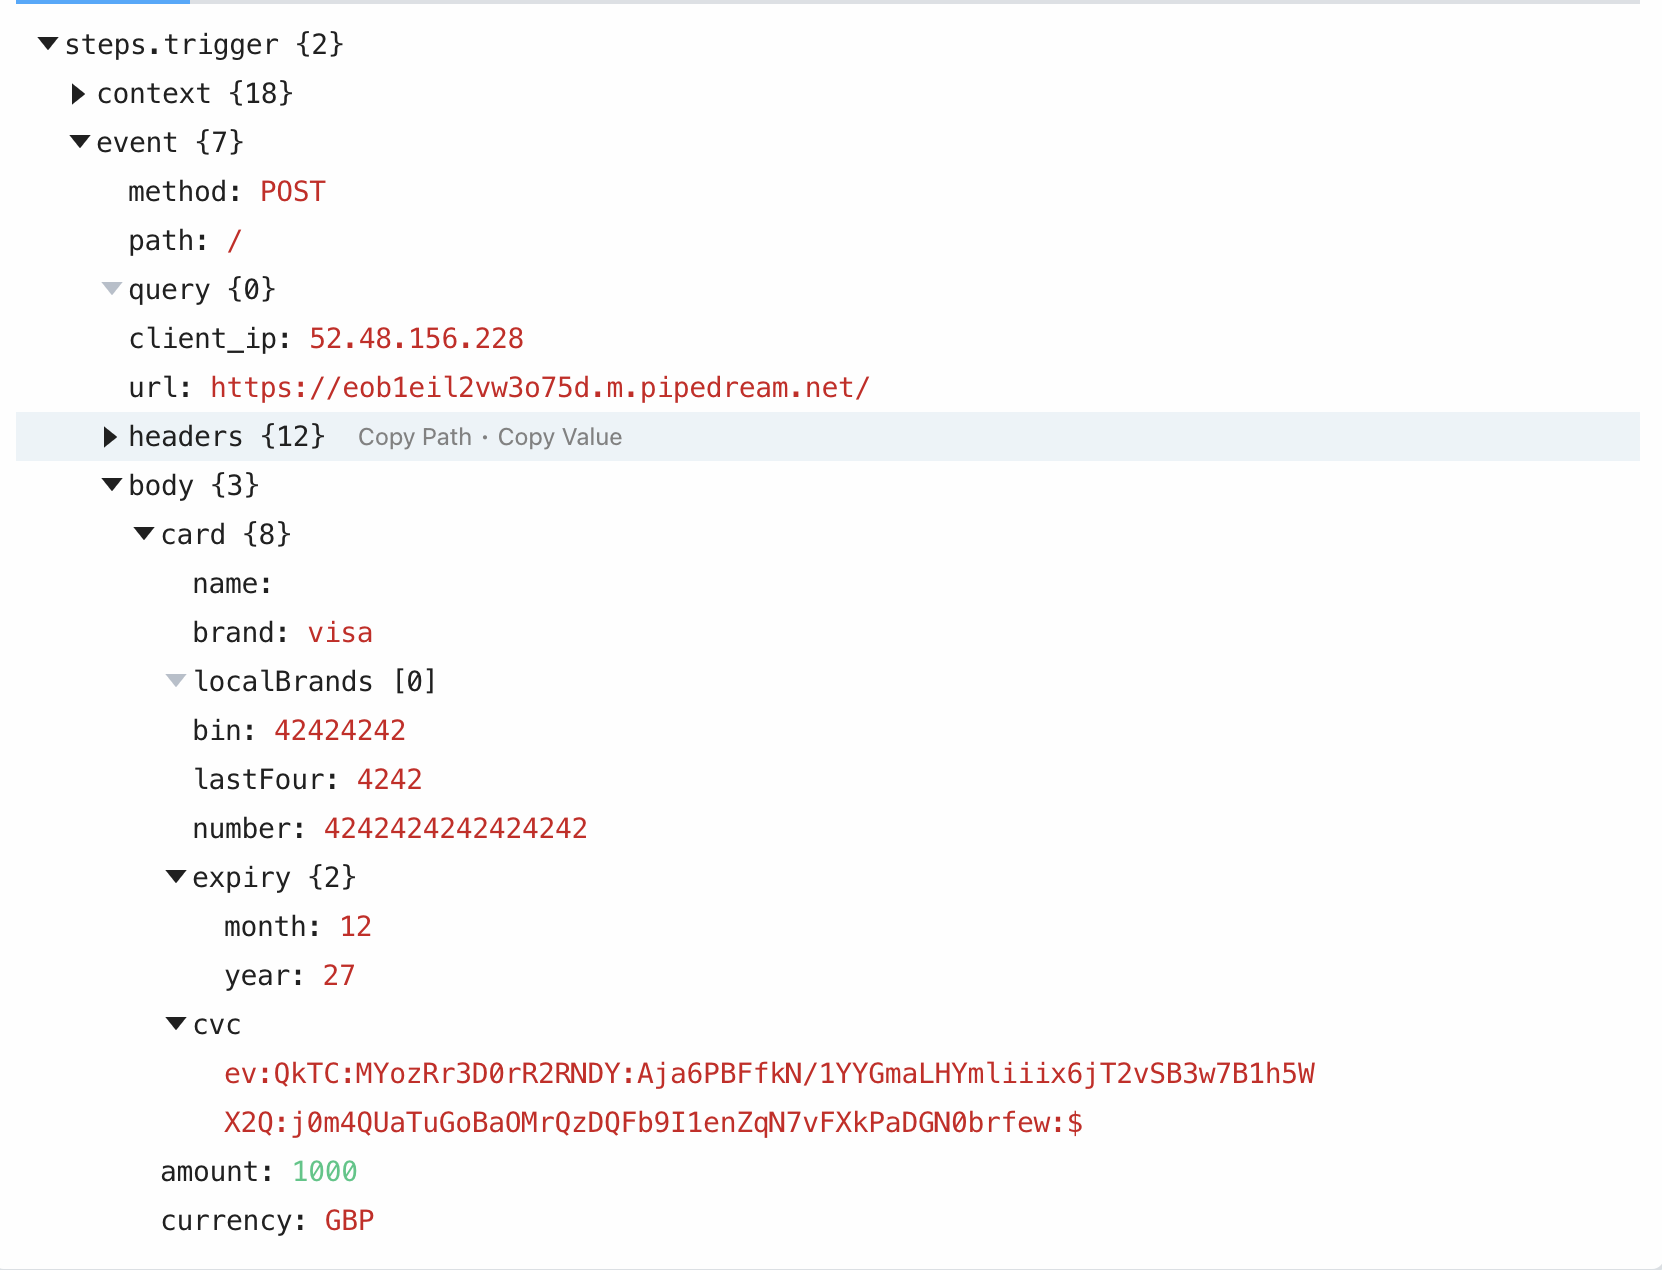 steps.trigger {2}
context {18}
event {7}
method: POST
path: /
query {0}
client_ip: 52.48.156.228
url: https://eob1eil2vw3o75d.m.pipedream.net/
headers {12} Copy Path • Copy Value
body {3}
card {8}
name:
brand: visa
localBrands [0]
bin: 42424242
lastFour: 4242
number: 4242424242424242
expiry {2}
month: 12
year: 27
cvc
ev:QkTC:MYozRr3D0rR2RNDY:Aja6PBFfkN/1YYGmaLHYmliiix6jT2vSB3w7B1h5W
X2Q:j0m4QUaTuGoBaOMrQzDQFb9I1enZqN7vFXkPaDGN0brfew:$
amount: 1000
currency: GBP